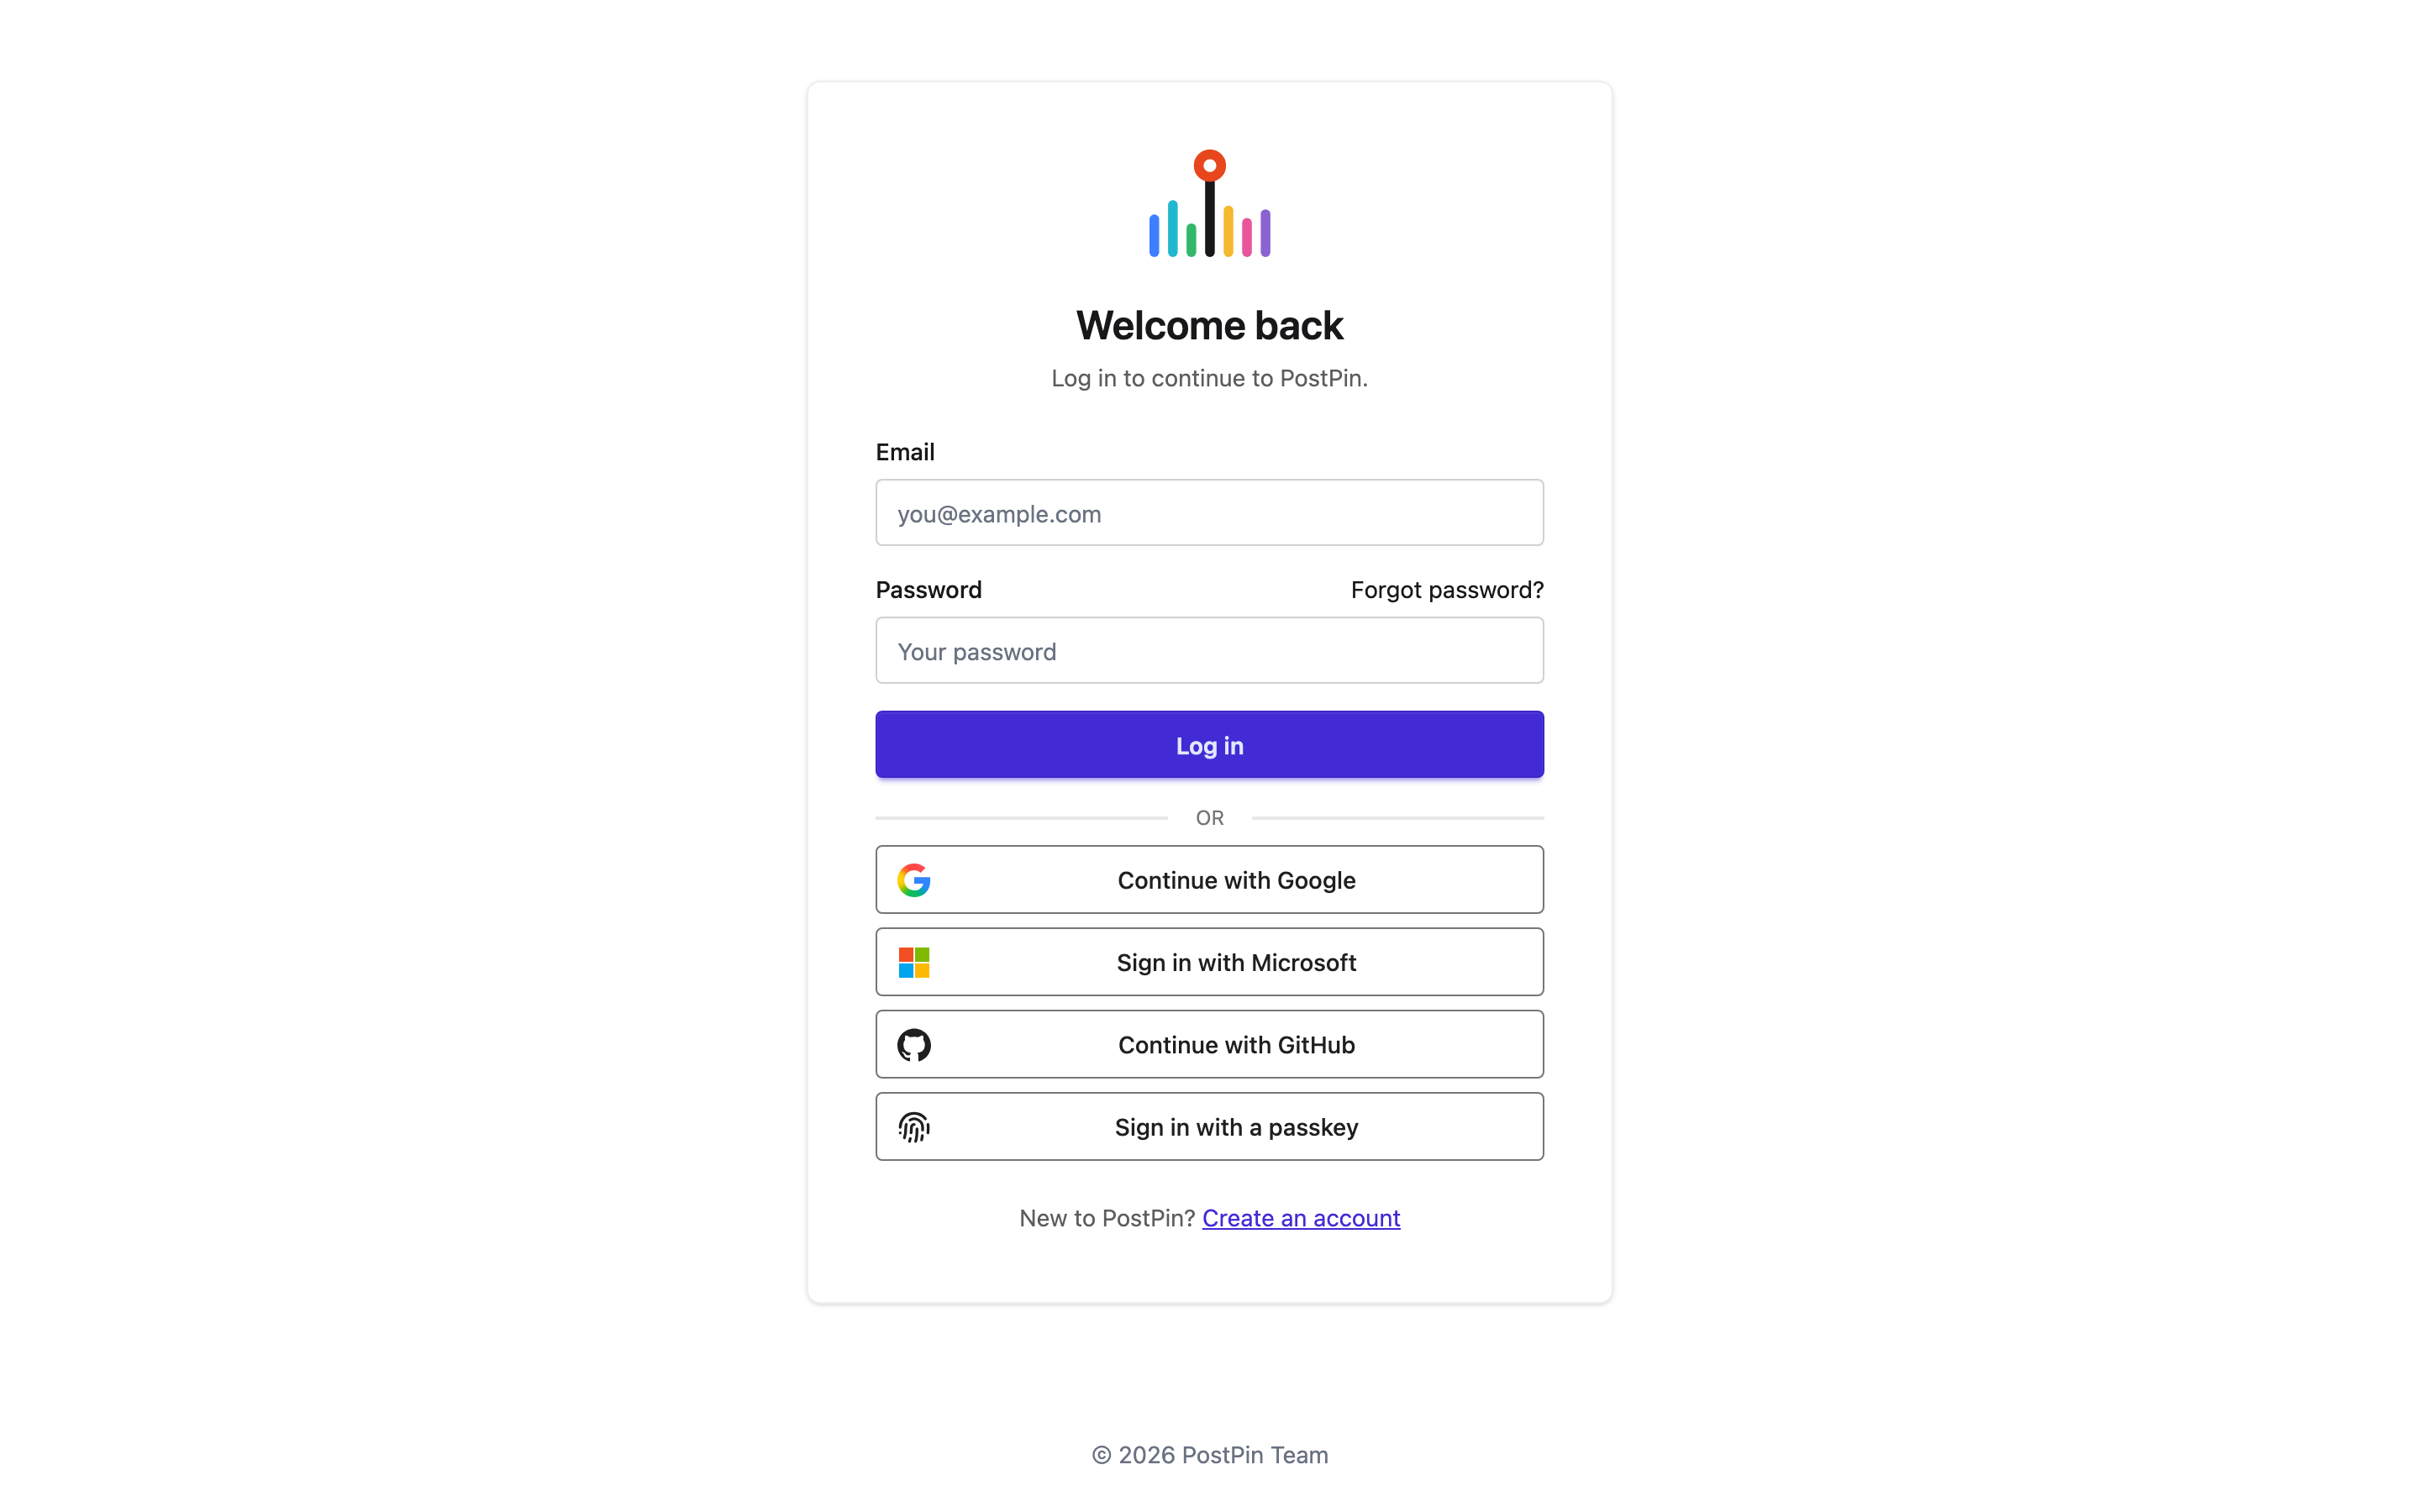 Welcome back
Log in to continue to PostPin.
Email
you@example.com
Password Forgot password?
Your password
Log in
OR
Continue with Google
Sign in with Microsoft
Continue with GitHub
Sign in with a passkey
New to PostPin? Create an account
© 2026 PostPin Team